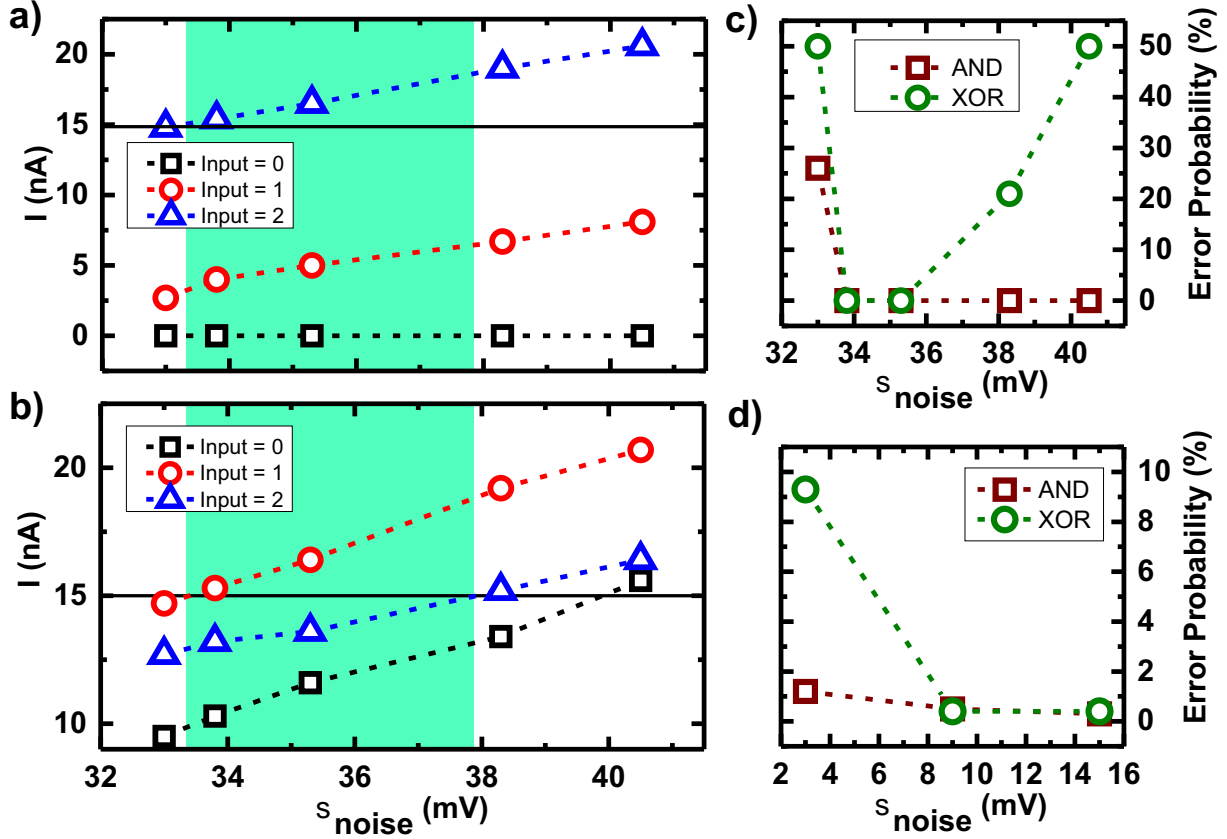 a)
20
15
10
5
0
I (nA)
Input = 0
Input = 1
Input = 2
b)
20
15
10
I (nA)
Input = 0
Input = 1
Input = 2
32 34 36 38 40
s noise (mV)
c)
50
40
30
20
10
0
Error Probability (%)
AND
XOR
32 34 36 38 40
s noise (mV)
d)
10
8
6
4
2
0
Error Probability (%)
AND
XOR
2 4 6 8 10 12 14 16
s noise (mV)